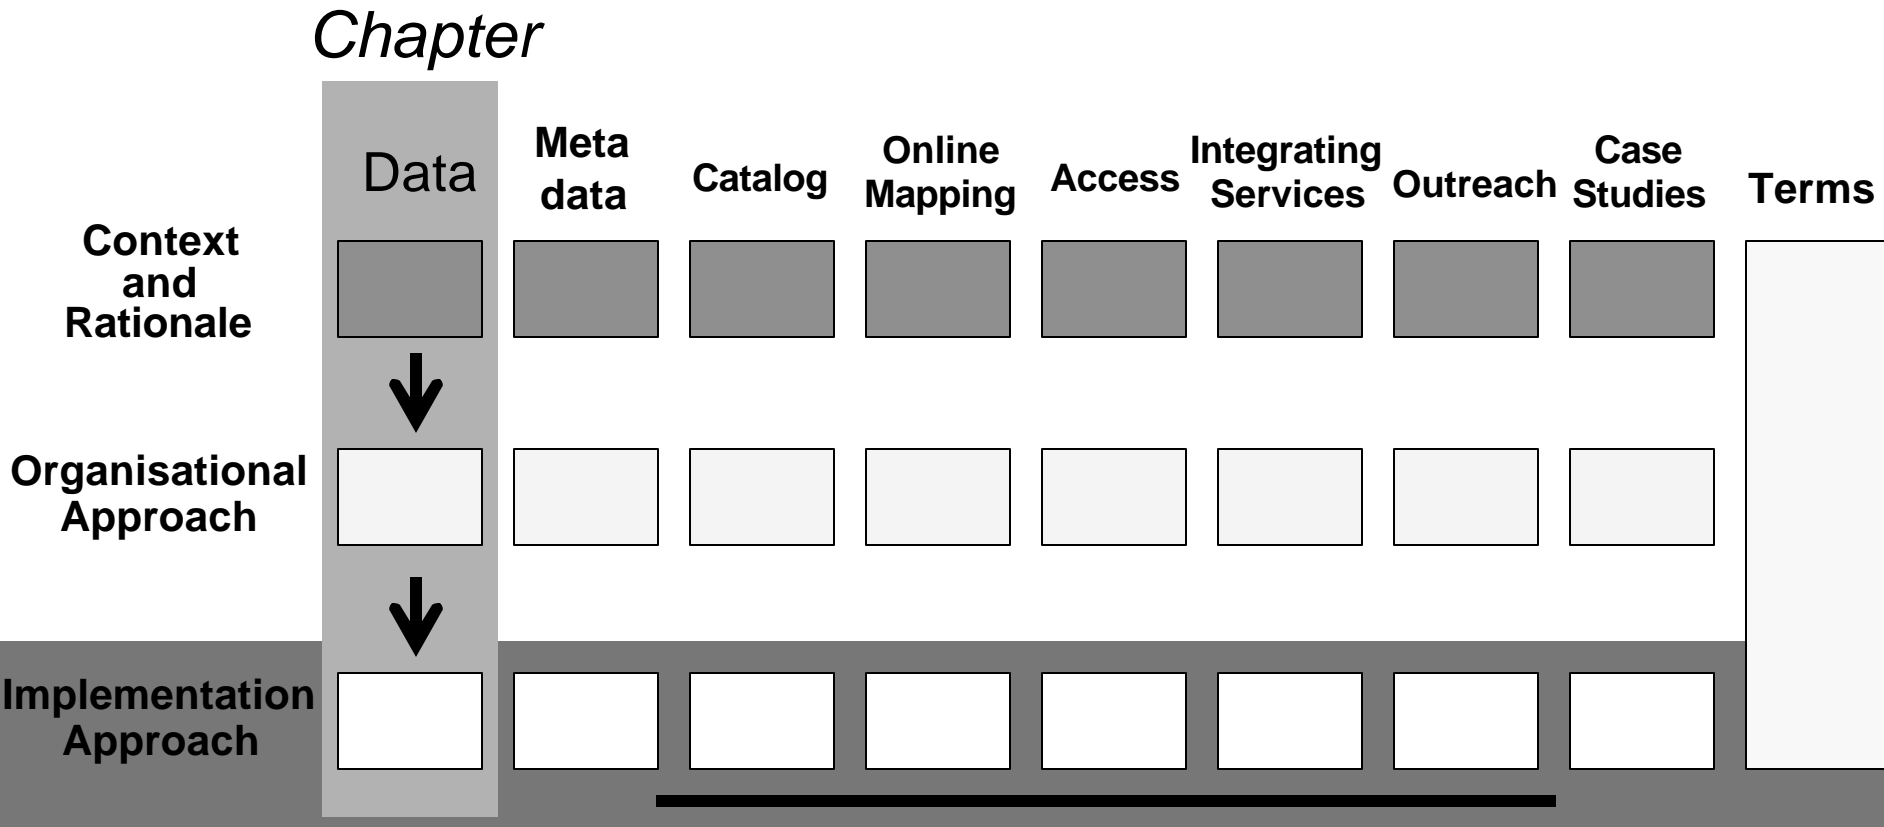 Chapter
Data
Meta
data
Catalog
Online
Mapping
Access
Integrating
Services
Outreach
Case
Studies
Terms
Context
and
Rationale
Organisational
Approach
Implementation
Approach